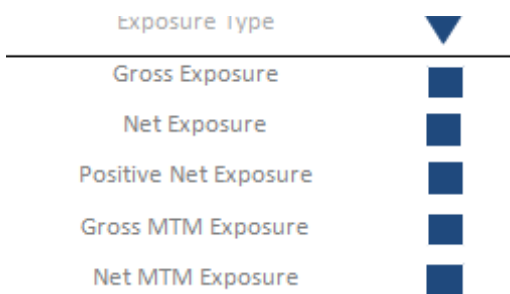 Exposure Type
Gross Exposure
Net Exposure
Positive Net Exposure
Gross MTM Exposure
Net MTM Exposure